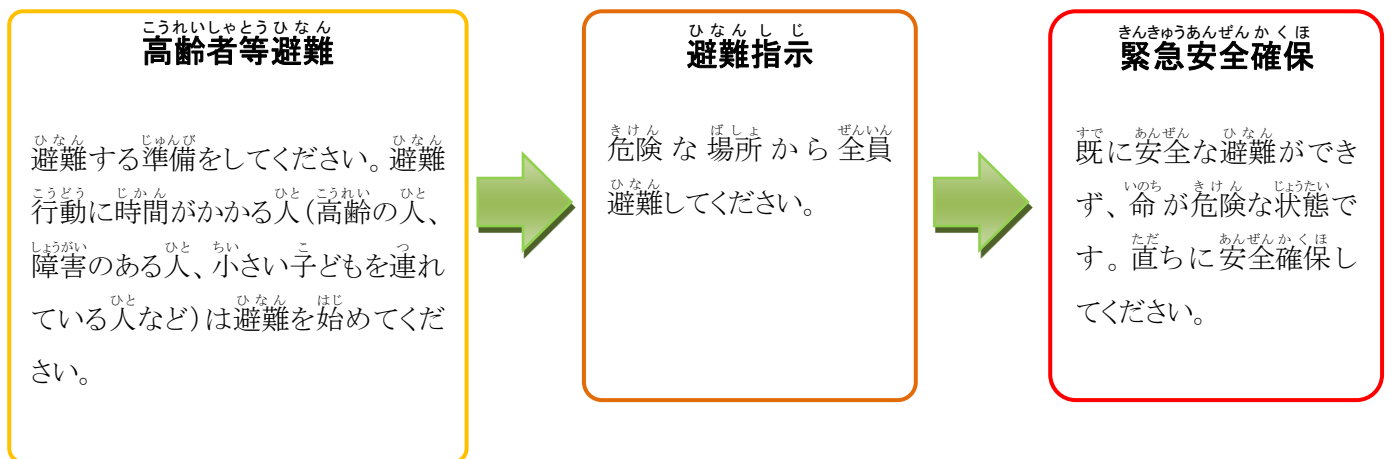 こうれいしゃとうひなん
高齢者等避難
ひなん じゅんび ひなん
避難する準備をしてください。避難
こうどう じかん ひと こうれい ひと
行動に時間がかかる人（高齢の人、
しょうがい ひと ちい こ つ
障害のある人、小さい子どもを連れ
ひと ひなん はじ
ている人など）は避難を始めてくだ
さい。
ひなんしじ
避難指示
きけん ばしょ ぜんいん
危険な場所から全員
ひなん
避難してください。
きんきゅうあんぜんかくほ
緊急安全確保
すで あんぜん ひなん
既に安全な避難ができ
いのち きけん じょうたい
ず、命が危険な状態で
ただ あんぜんかくほ
す。直ちに安全確保し
てください。